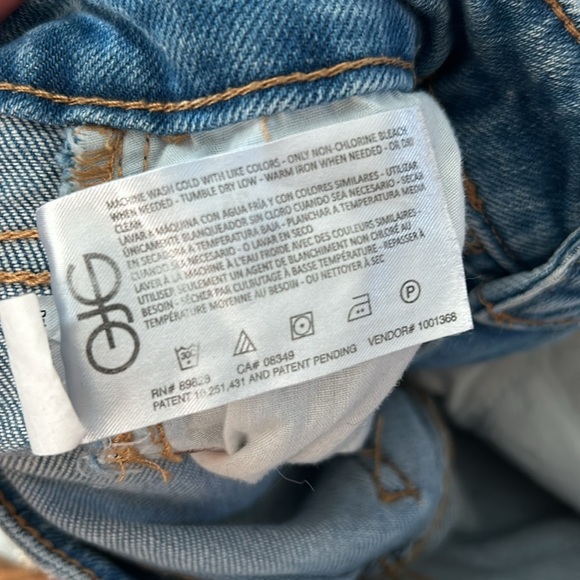 MACHINE WASH COLD WITH LIKE COLORS - ONLY NON-CHLORINE BLEACH
WHEN NEEDED - TUMBLE DRY LOW - WARM IRON WHEN NEEDED - OR DRY
CLEAN
LAVAR A MÁQUINA CON AGUA FRÍA Y CON COLORES SIMILARES - UTILIZAR
ÚNICAMENTE BLANQUEADOR SIN CLORO CUANDO SEA NECESARIO - SECAR
EN SECADORA A TEMPERATURA BAJA - PLANCHAR A TEMPERATURA MEDIA
CUANDO SEA NECESARIO - O LAVAR EN SECO
LAVER À LA MACHINE À L'EAU FROIDE AVEC DES COULEURS SIMILAIRES -
UTILISEZ SEULEMENT UN AGENT DE BLANCHIMENT NON CHLORÉ AU
BESOIN - SÉCHER PAR CULBUTAGE À BASSE TEMPÉRATURE - REPASSER À
TEMPÉRATURE MOYENNE AU BESOIN - OU NETTOYER À SEC
30°
P
RN# 89828 CA# 08349 VENDOR# 1001368
PATENT 10,251,431 AND PATENT PENDING